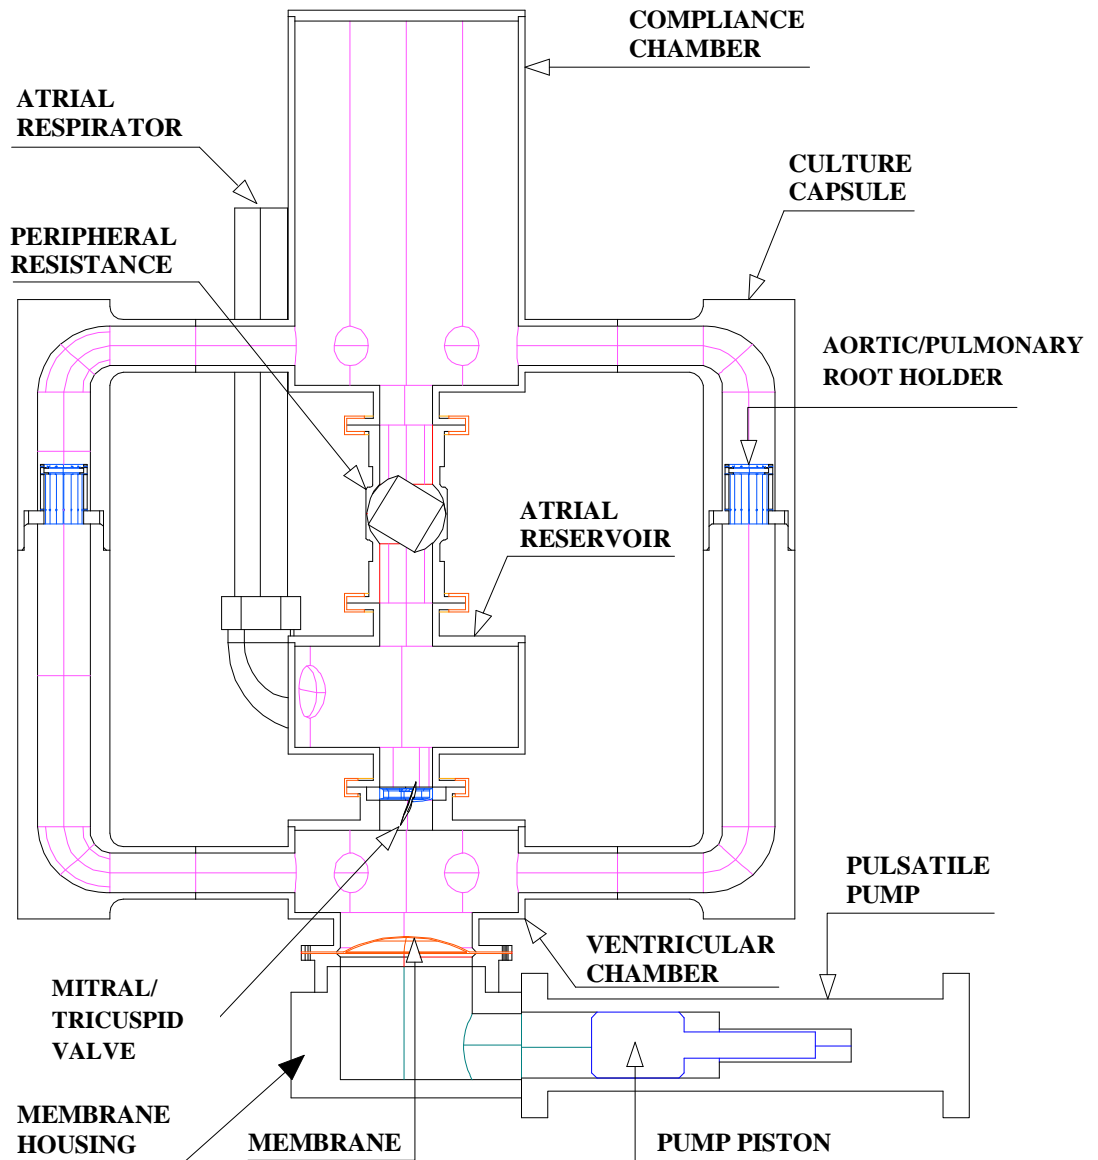 COMPLIANCE
CHAMBER
ATRIAL
RESPIRATOR
CULTURE
CAPSULE
PERIPHERAL
RESISTANCE
AORTIC/PULMONARY
ROOT HOLDER
ATRIAL
RESERVOIR
PULSATILE
PUMP
VENTRICULAR
CHAMBER
MITRAL/
TRICUSPID
VALVE
MEMBRANE
HOUSING
MEMBRANE
PUMP PISTON